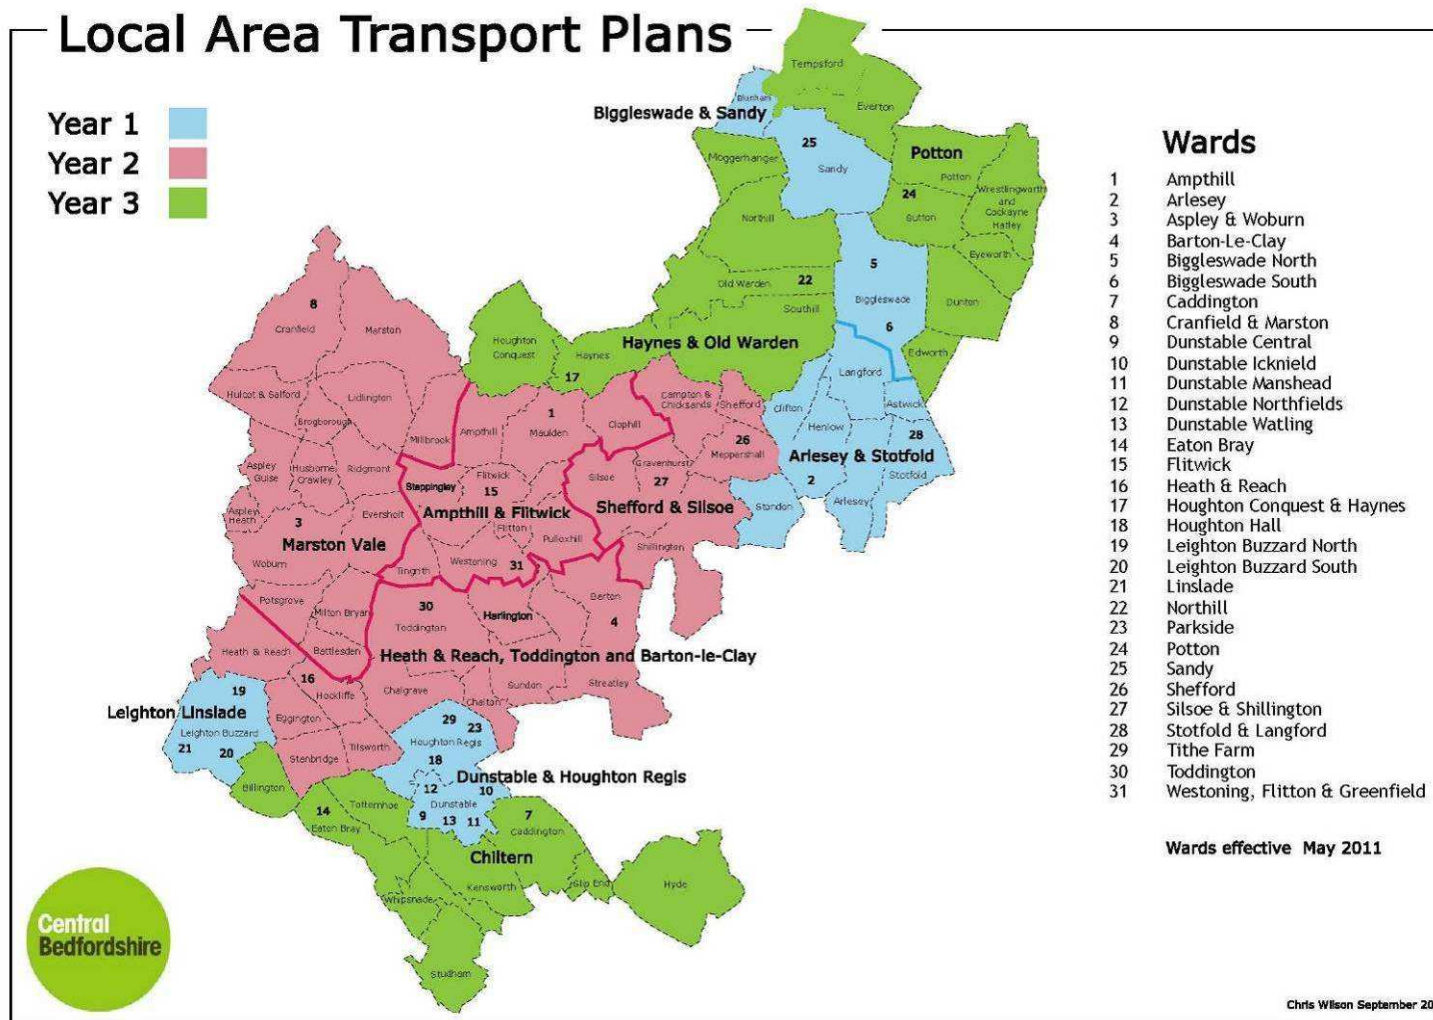 Local Area Transport Plans
Year 1
Year 2
Year 3
Tempsford
Blunham
Everton
Biggleswade & Sandy
25
Sandy
Moggerhanger
Potton
Potton
24
Sutton
Wrestlingworth
and
Cockayne
Hatley
Northill
Eyeworth
5
Old Warden
22
Biggleswade
Dunton
Southill
6
8
Cranfield
Marston
Houghton
Conquest
Haynes
Haynes & Old Warden
Edworth
17
Langford
Hulcot & Salford
Lidlington
Campton &
Chicksands
Shefford
Clifton
Astwick
Brogborough
1
Clophill
Millbrook
Ampthill
Maulden
Henlow
28
26
Meppershall
Arlesey & Stotfold
Aspley
Guise
Husborne
Crawley
Ridgmont
Flitwick
Silsoe
Gravenhurst
Stotfold
Steppingley
15
27
2
Aspley
Heath
Eversholt
Ampthill & Flitwick
Shefford & Silsoe
Stondon
Arlesey
3
Flitton
Pulloxhill
Marston Vale
Shillington
Woburn
Westoning
31
Tingrith
Potsgrove
Milton Bryan
30
Harlington
Barton
Toddington
4
Heath & Reach
Battlesden
Heath & Reach, Toddington and Barton-le-Clay
16
Hockliffe
Chalgrave
Sundon
Streatley
19
Chalton
Leighton Linslade
Eggington
29
23
Leighton Buzzard
21
20
Tilsworth
Houghton Regis
Stanbridge
18
Dunstable & Houghton Regis
Billington
12
10
Totternhoe
Dunstable
14
Eaton Bray
9
13
11
7
Caddington
Chiltern
Kensworth
Slip End
Hyde
Whipsnade
Studham
Central
Bedfordshire
Wards
1 Ampthill
2 Arlesey
3 Aspley & Woburn
4 Barton-Le-Clay
5 Biggleswade North
6 Biggleswade South
7 Caddington
8 Cranfield & Marston
9 Dunstable Central
10 Dunstable Icknield
11 Dunstable Manshead
12 Dunstable Northfields
13 Dunstable Watling
14 Eaton Bray
15 Flitwick
16 Heath & Reach
17 Houghton Conquest & Haynes
18 Houghton Hall
19 Leighton Buzzard North
20 Leighton Buzzard South
21 Linslade
22 Northill
23 Parkside
24 Potton
25 Sandy
26 Shefford
27 Silsoe & Shillington
28 Stotfold & Langford
29 Tithe Farm
30 Toddington
31 Westoning, Flitton & Greenfield
Wards effective May 2011
Chris Wilson September 20